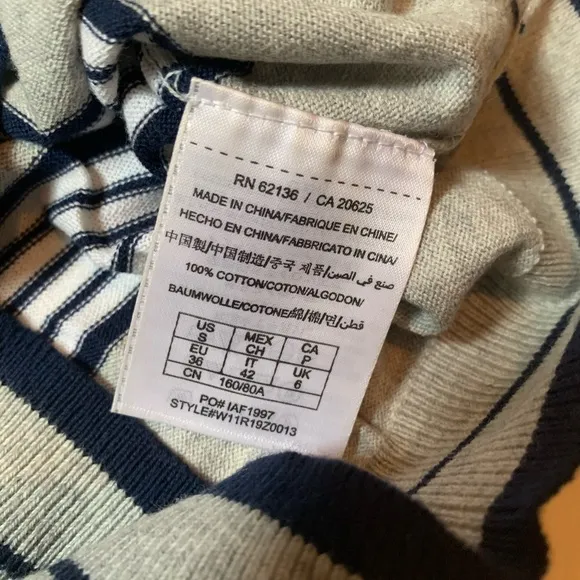 RN 62136 / CA 20625
MADE IN CHINA/FABRIQUE EN CHINE/
HECHO EN CHINA/FABBRICATO IN CINA/
中国製/中国制造/중국 제품/صنع في الصين/
100% COTTON/COTON/ALGODON/
BAUMWOLLE/COTONE/綿/棉/면/قطن/
US MEX CA
S CH P
EU IT UK
36 42 6
CN 160/80A
PO# IAF1997
STYLE#W11R19Z0013